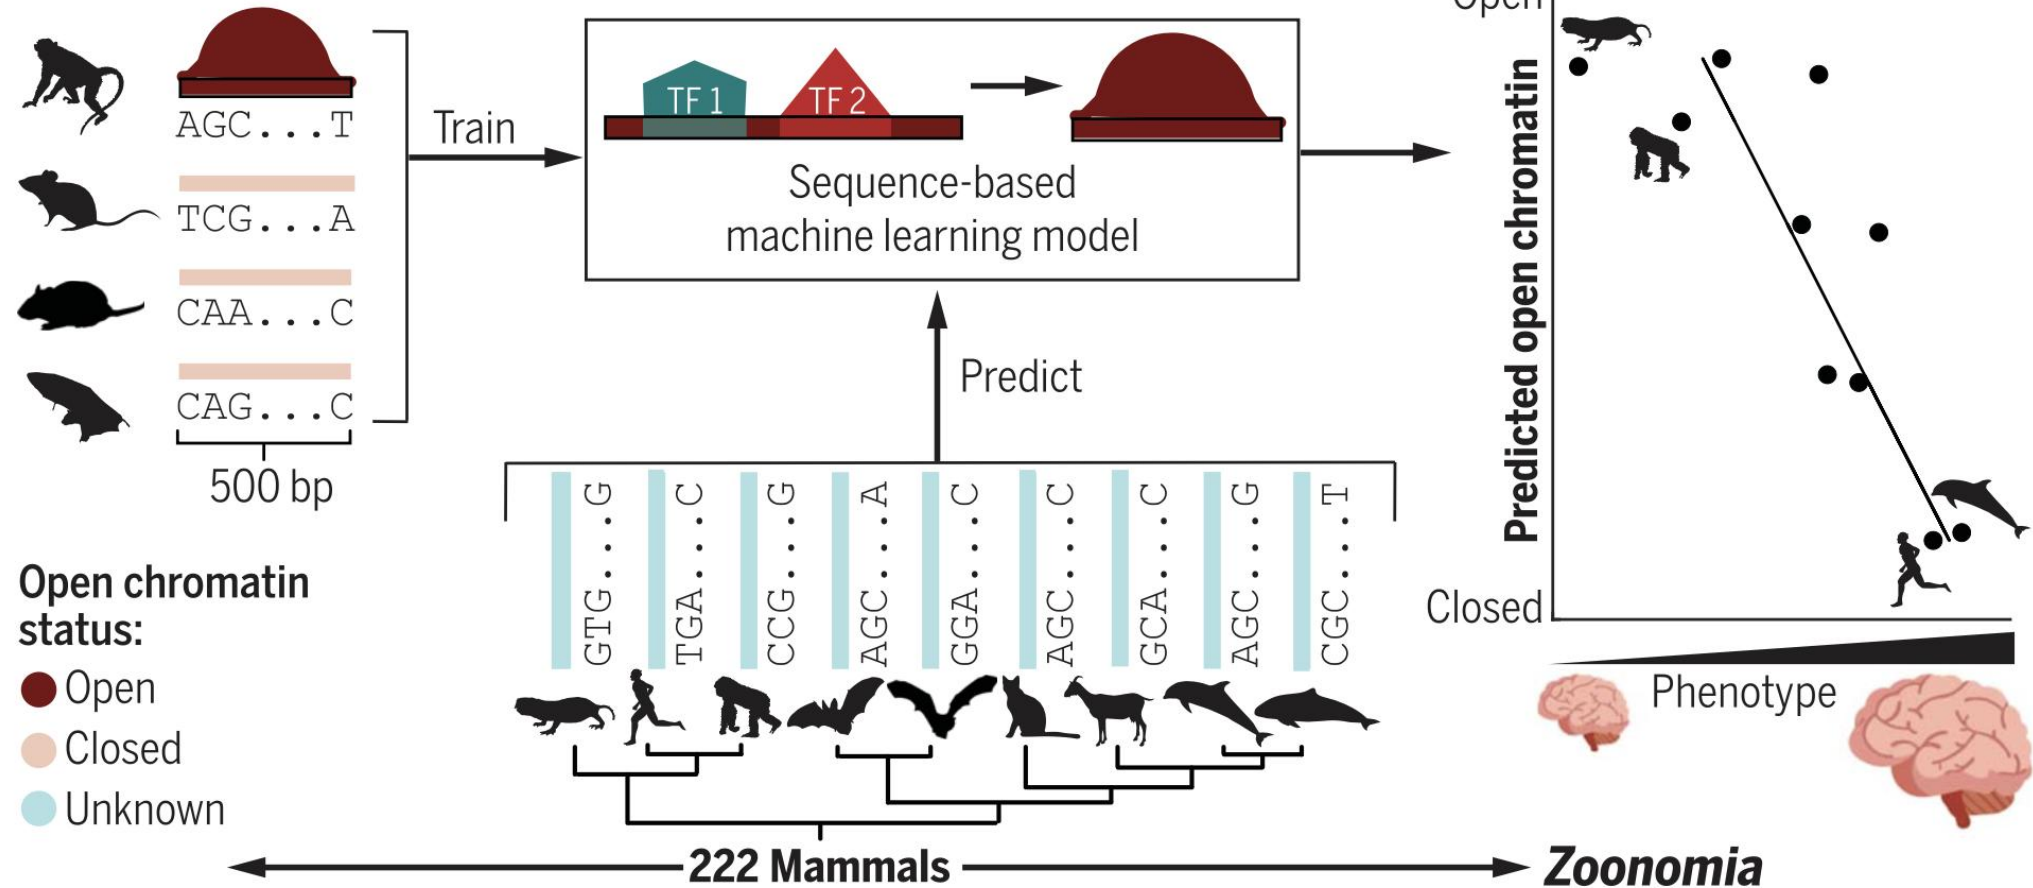 AGC...T
TCG...A
CAA...C
CAG...C
500 bp
Train
TF 1
TF 2
Sequence-based
machine learning model
Predict
GTG...G
TGA...C
CCG...G
AGC...A
GGA...C
AGC...C
GCA...C
AGC...G
CGC...T
Open chromatin
status:
Open
Closed
Unknown
222 Mammals
Zoonomia
Open
Predicted open chromatin
Closed
Phenotype